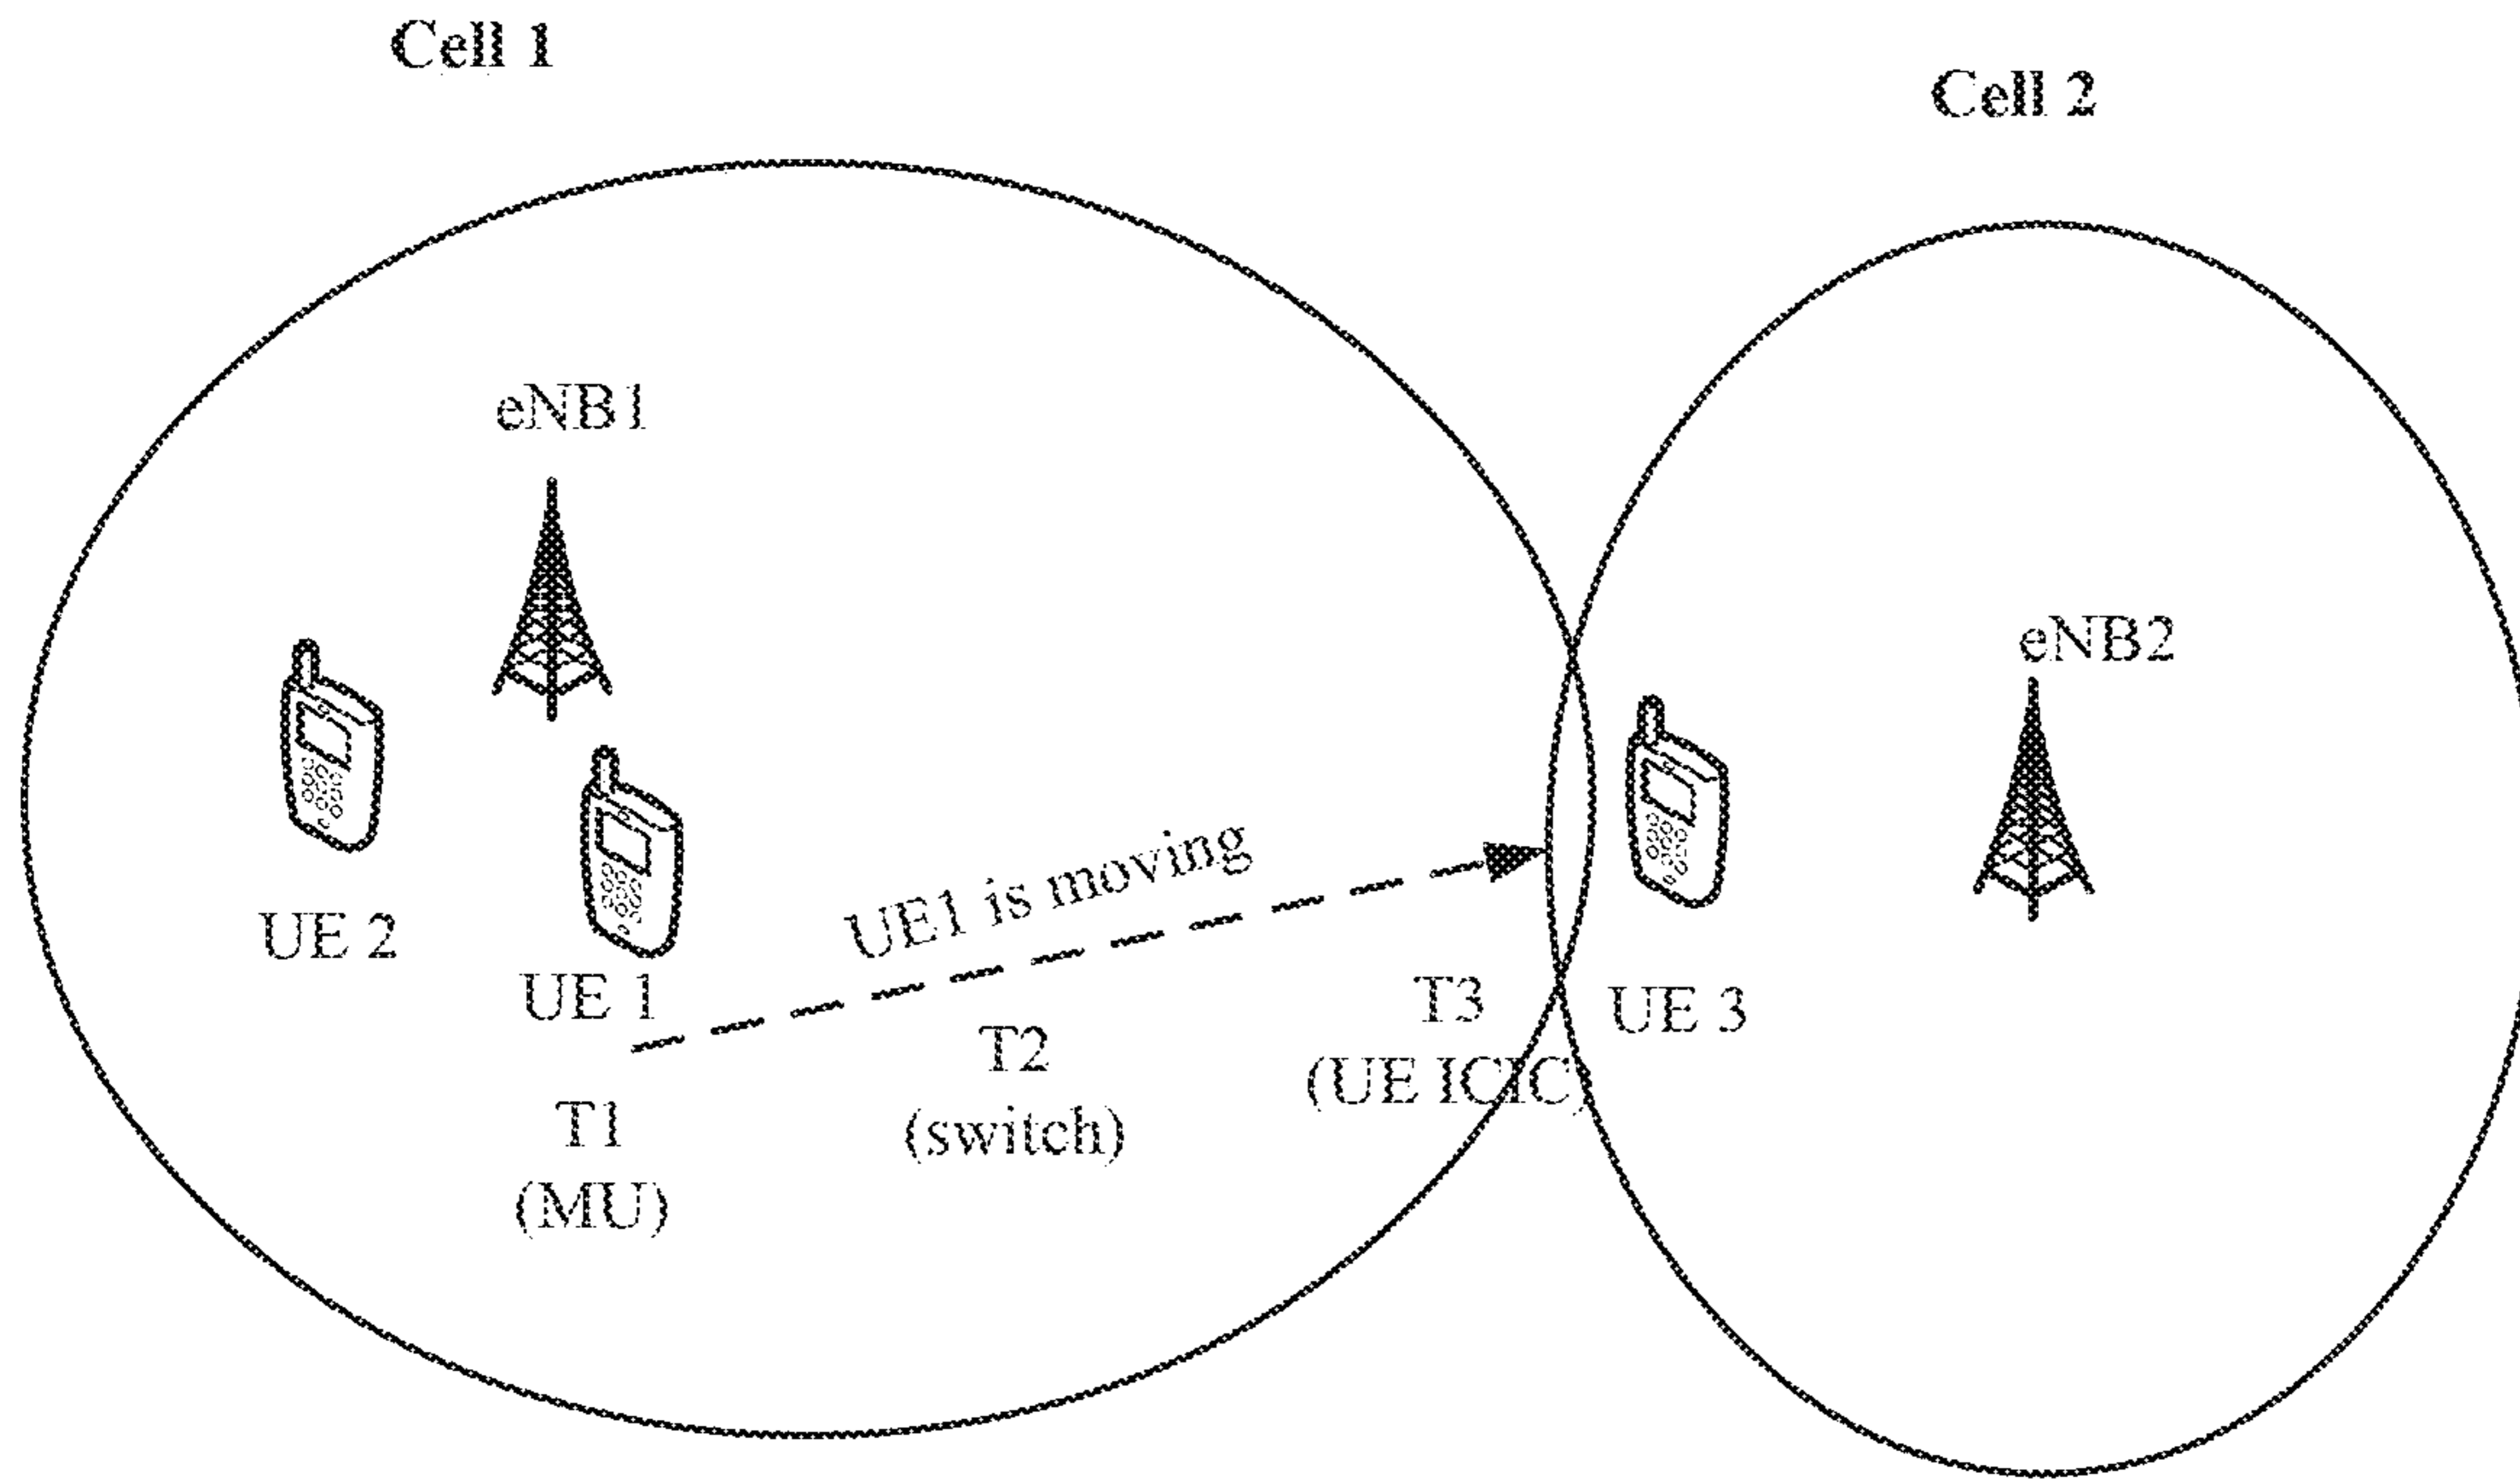 Cell 1
Cell 2
eNB1
eNB2
UE 2
UE 1
UE1 is moving
UE 3
T1
(MU)
T2
(switch)
T3
(UE ICIC)